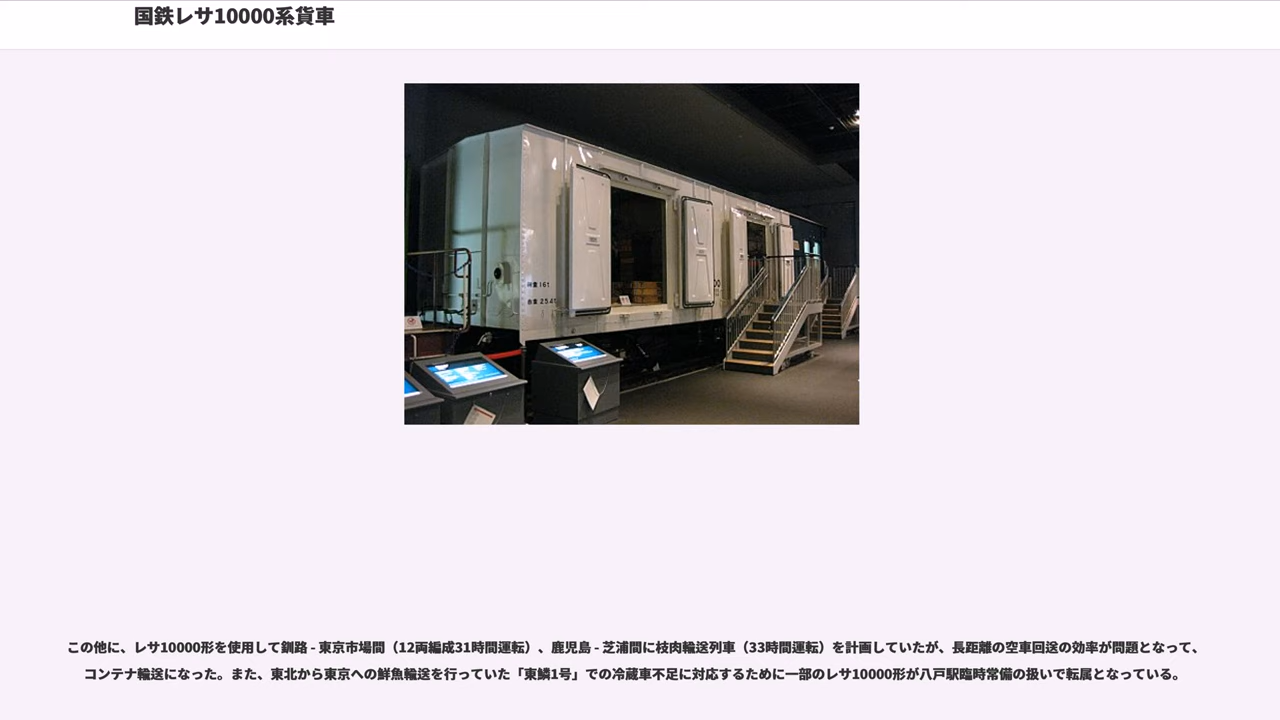 国鉄レサ10000系貨車
荷重 16t
自重 25.4t
この他に、レサ10000形を使用して釧路 - 東京市場間（12両編成31時間運転）、鹿児島 - 芝浦間に枝肉輸送列車（33時間運転）を計画していたが、長距離の空車回送の効率が問題となって、
コンテナ輸送になった。また、東北から東京への鮮魚輸送を行っていた「東鱗1号」での冷蔵車不足に対応するために一部のレサ10000形が八戸駅臨時常備の扱いで転属となっている。